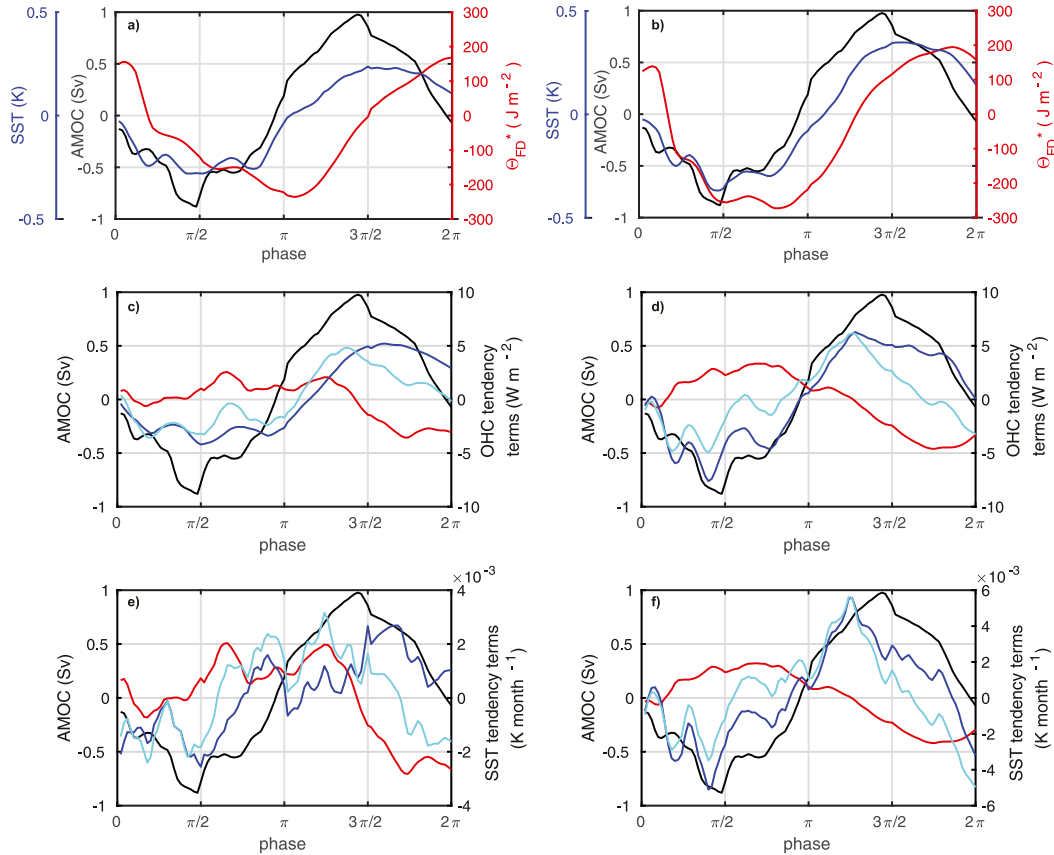 a)
SST (K)
0.5
0
-0.5
AMOC (Sv)
1
0.5
0
-0.5
-1
300
200
100
0
-100
-200
-300
Θ_FD* (J m⁻²)
0 π/2 π 3π/2 2π
phase
b)
SST (K)
0.5
0
-0.5
AMOC (Sv)
1
0.5
0
-0.5
-1
300
200
100
0
-100
-200
-300
Θ_FD* (J m⁻²)
0 π/2 π 3π/2 2π
phase
c)
AMOC (Sv)
1
0.5
0
-0.5
-1
10
5
0
-5
-10
OHC tendency
terms (W m⁻²)
0 π/2 π 3π/2 2π
phase
d)
AMOC (Sv)
1
0.5
0
-0.5
-1
10
5
0
-5
-10
OHC tendency
terms (W m⁻²)
0 π/2 π 3π/2 2π
phase
e)
AMOC (Sv)
1
0.5
0
-0.5
-1
×10⁻³
4
2
0
-2
-4
SST tendency terms
(K month⁻¹)
0 π/2 π 3π/2 2π
phase
f)
AMOC (Sv)
1
0.5
0
-0.5
-1
×10⁻³
6
4
2
0
-2
-4
-6
SST tendency terms
(K month⁻¹)
0 π/2 π 3π/2 2π
phase